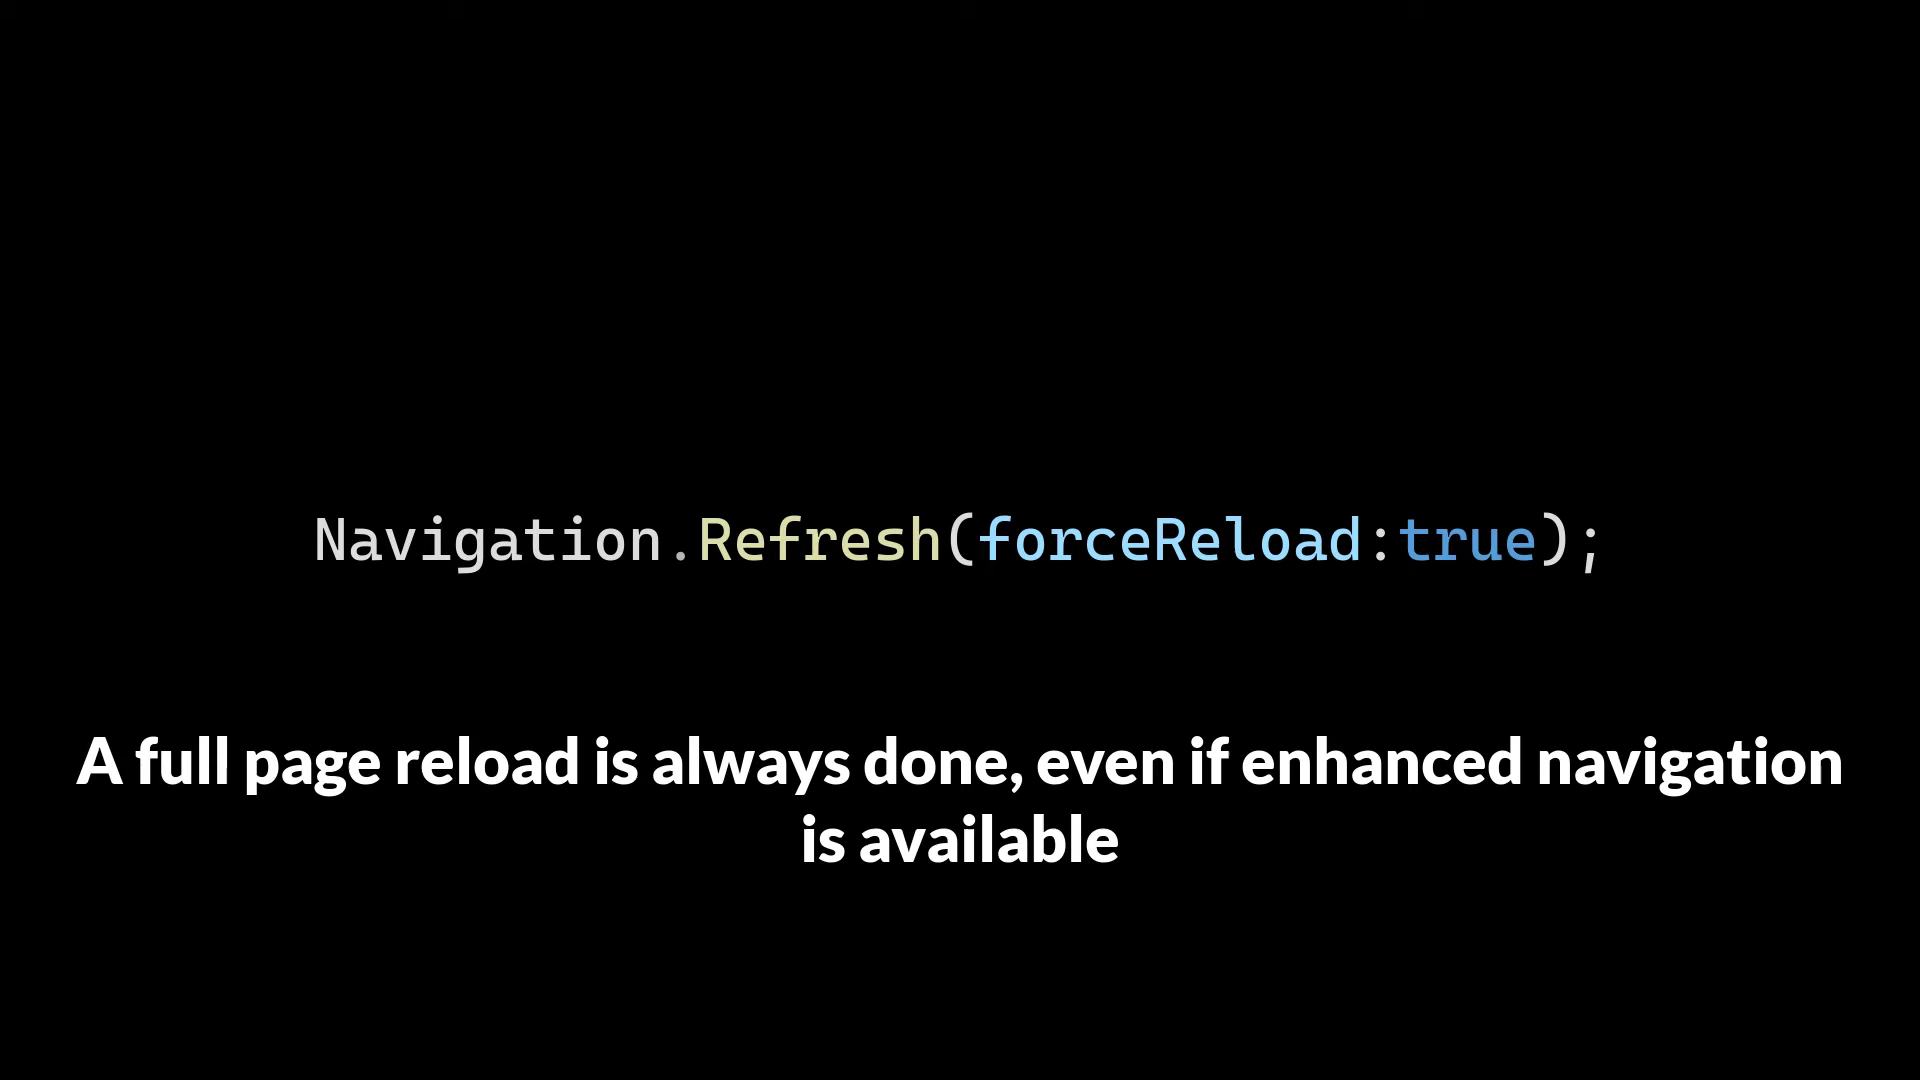 Navigation.Refresh(forceReload:true);
A full page reload is always done, even if enhanced navigation
is available